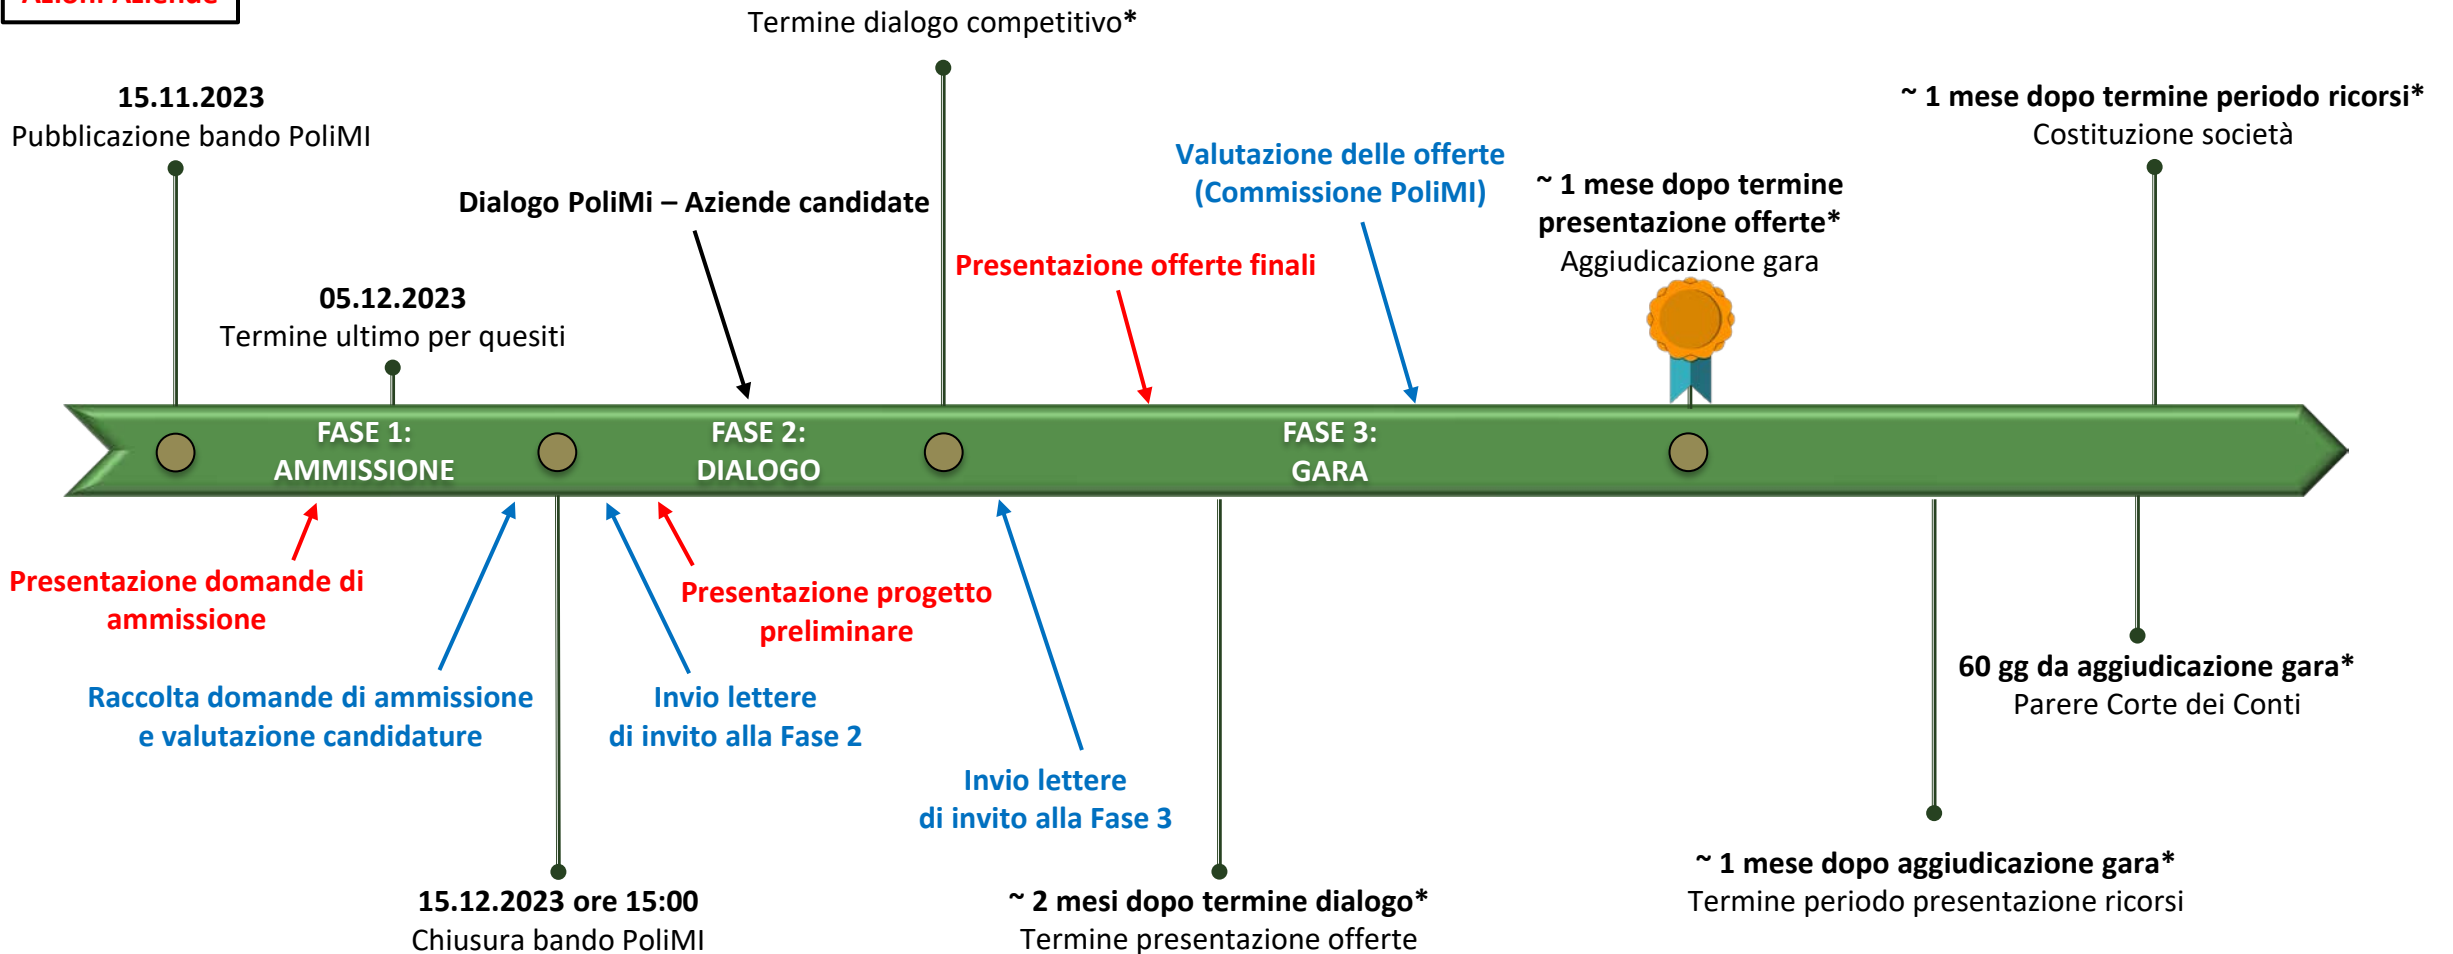 Azioni Aziende
Termine dialogo competitivo*
15.11.2023
Pubblicazione bando PoliMI
~ 1 mese dopo termine periodo ricorsi*
Costituzione società
Valutazione delle offerte
(Commissione PoliMI)
~ 1 mese dopo termine
presentazione offerte*
Aggiudicazione gara
Dialogo PoliMi – Aziende candidate
Presentazione offerte finali
05.12.2023
Termine ultimo per quesiti
FASE 1:
AMMISSIONE
FASE 2:
DIALOGO
FASE 3:
GARA
Presentazione domande di
ammissione
Presentazione progetto
preliminare
Raccolta domande di ammissione
e valutazione candidature
Invio lettere
di invito alla Fase 2
60 gg da aggiudicazione gara*
Parere Corte dei Conti
Invio lettere
di invito alla Fase 3
15.12.2023 ore 15:00
Chiusura bando PoliMI
~ 2 mesi dopo termine dialogo*
Termine presentazione offerte
~ 1 mese dopo aggiudicazione gara*
Termine periodo presentazione ricorsi